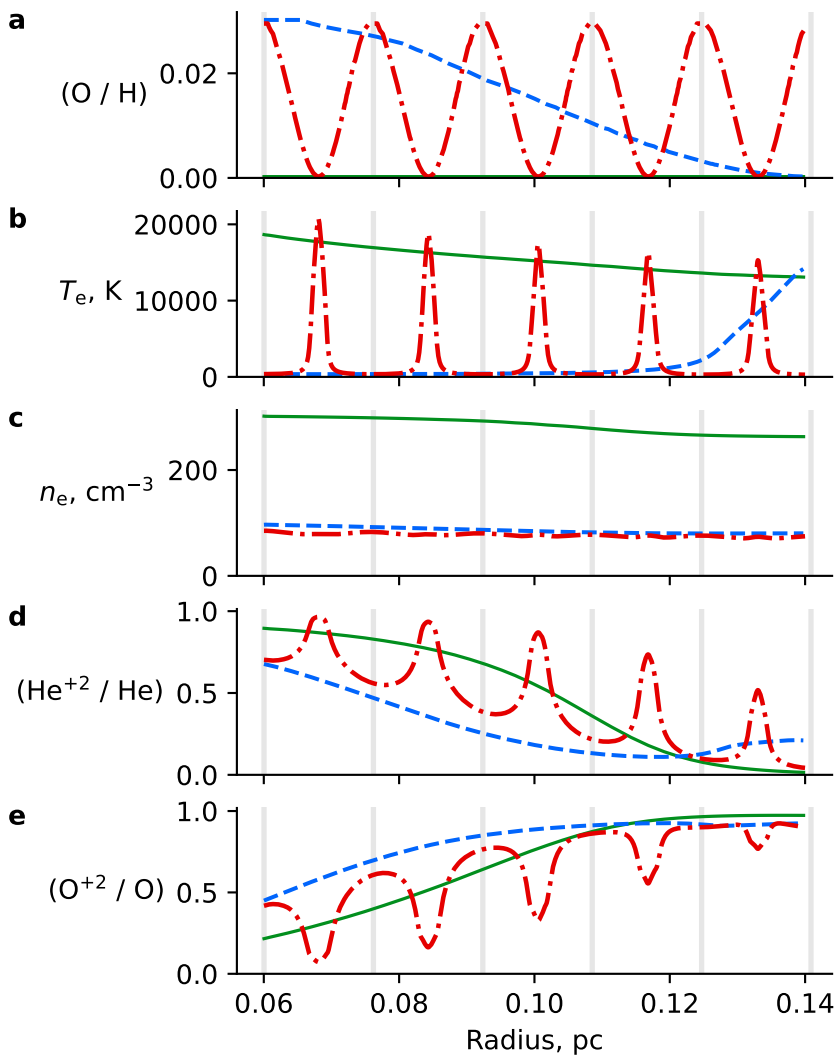 a
0.02
(O / H)
0.00
b
20000
Tₑ, K 10000
0
c
200
nₑ, cm⁻³
0
d
1.0
(He⁺² / He)
0.5
0.0
e
1.0
(O⁺² / O)
0.5
0.0
0.06 0.08 0.10 0.12 0.14
Radius, pc